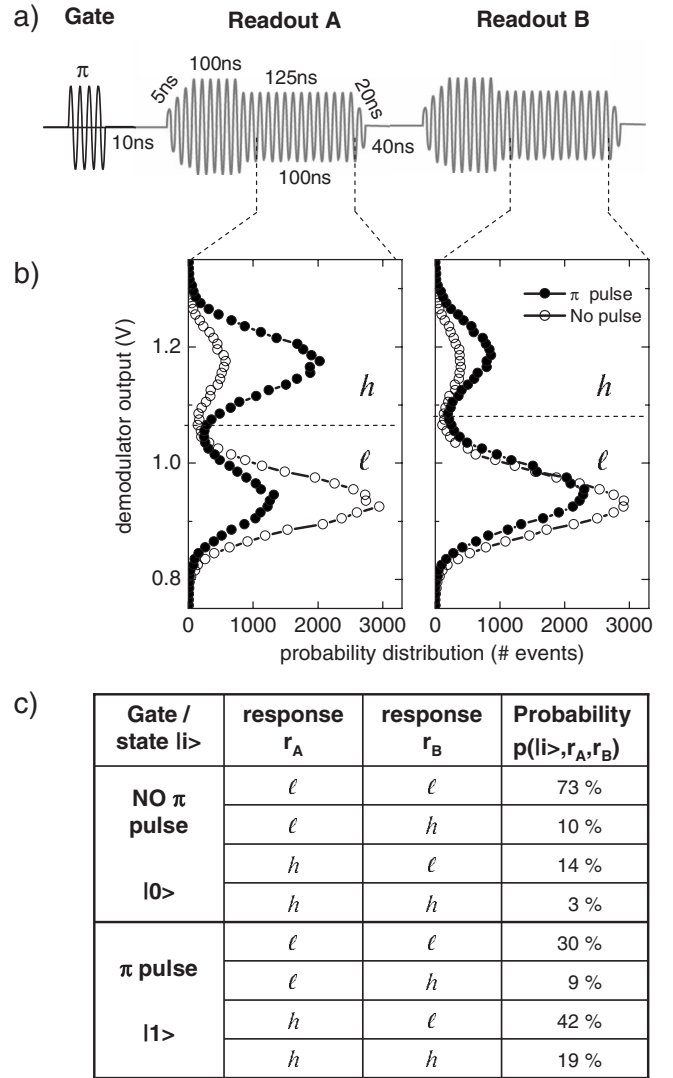 a)
Gate
Readout A
Readout B
π
10ns
5ns
100ns
125ns
20ns
100ns
40ns
b)
demodulator output (V)
1.2
1.0
0.8
h
ℓ
π pulse
No pulse
h
ℓ
0 1000 2000 3000
0 1000 2000 3000
probability distribution (# events)
c)
Gate / state |i> response rA response rB Probability p(|i>,rA,rB)
NO π pulse |0>
ℓ ℓ 73 %
ℓ h 10 %
h ℓ 14 %
h h 3 %
π pulse |1>
ℓ ℓ 30 %
ℓ h 9 %
h ℓ 42 %
h h 19 %